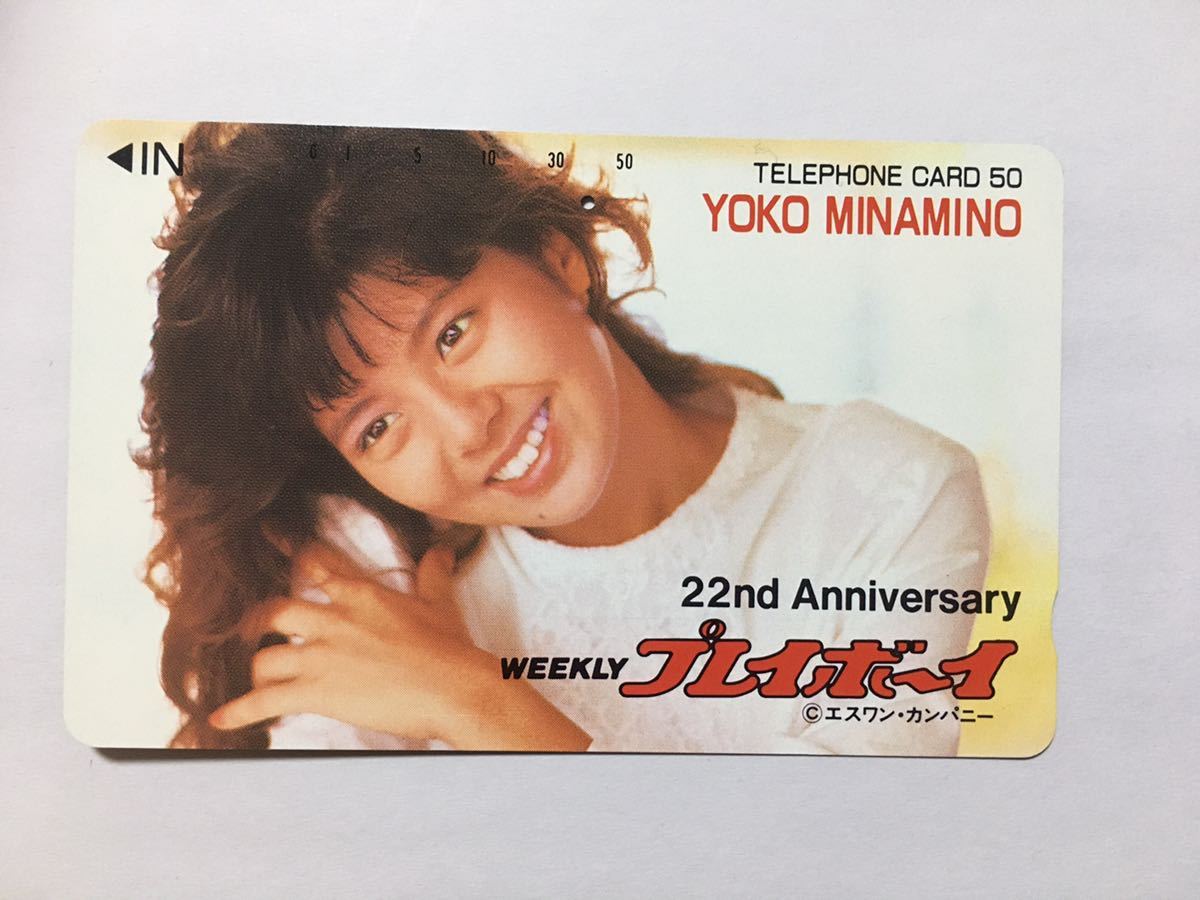 ◀IN
0 1 5 10 30 50
TELEPHONE CARD 50
YOKO MINAMINO
22nd Anniversary
WEEKLY プレイボーイ
©エスワン・カンパニー